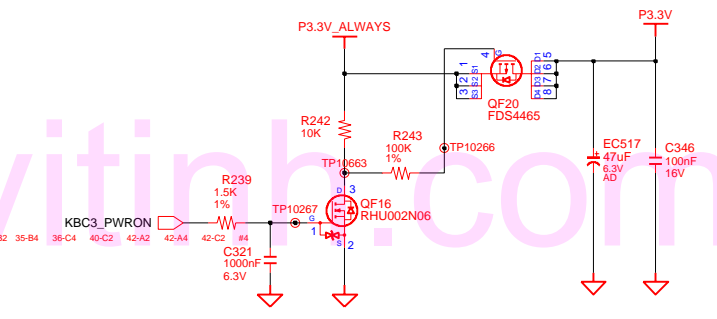 P3.3V_ALWAYS
P3.3V
4
G
1
2
3
S1
S2
S3
D1
D2
D3
D4
5
6
7
8
QF20
FDS4465
R242
10K
R243
100K
1%
TP10266
TP10663
EC517
47uF
6.3V
AD
C346
100nF
16V
R239
1.5K
1%
TP10267
D
3
QF16
RHU002N06
G
1
S
2
KBC3_PWRON
35-B4 36-C4 40-C2 42-A2 42-A4 42-C2 #4
C321
1000nF
6.3V
vitinh.com